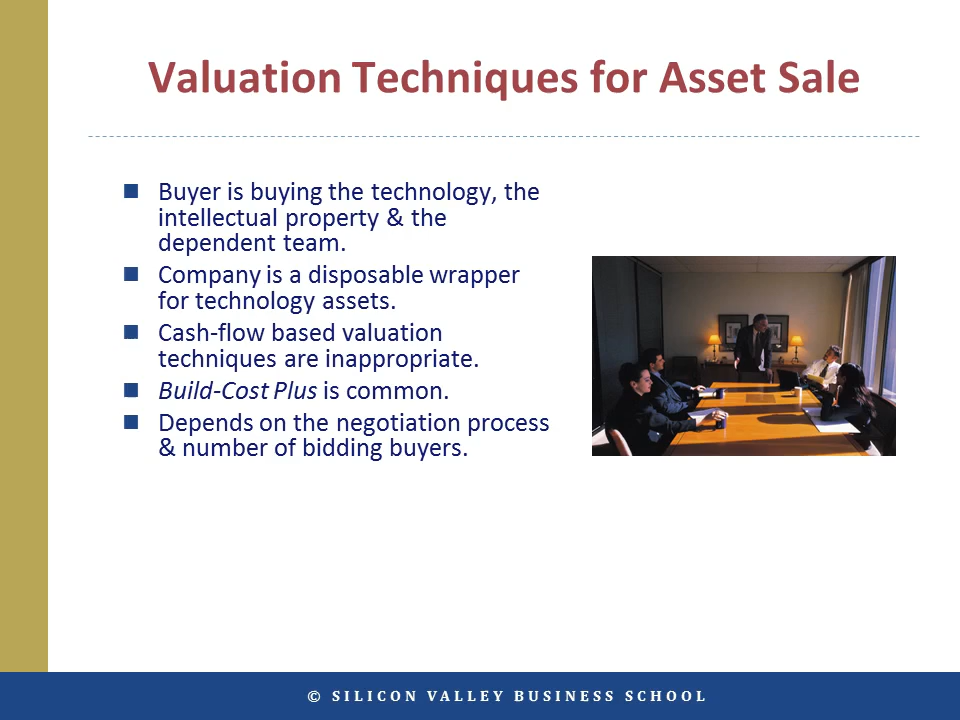 Valuation Techniques for Asset Sale
Buyer is buying the technology, the
intellectual property & the
dependent team.
Company is a disposable wrapper
for technology assets.
Cash-flow based valuation
techniques are inappropriate.
Build-Cost Plus is common.
Depends on the negotiation process
& number of bidding buyers.
© SILICON VALLEY BUSINESS SCHOOL